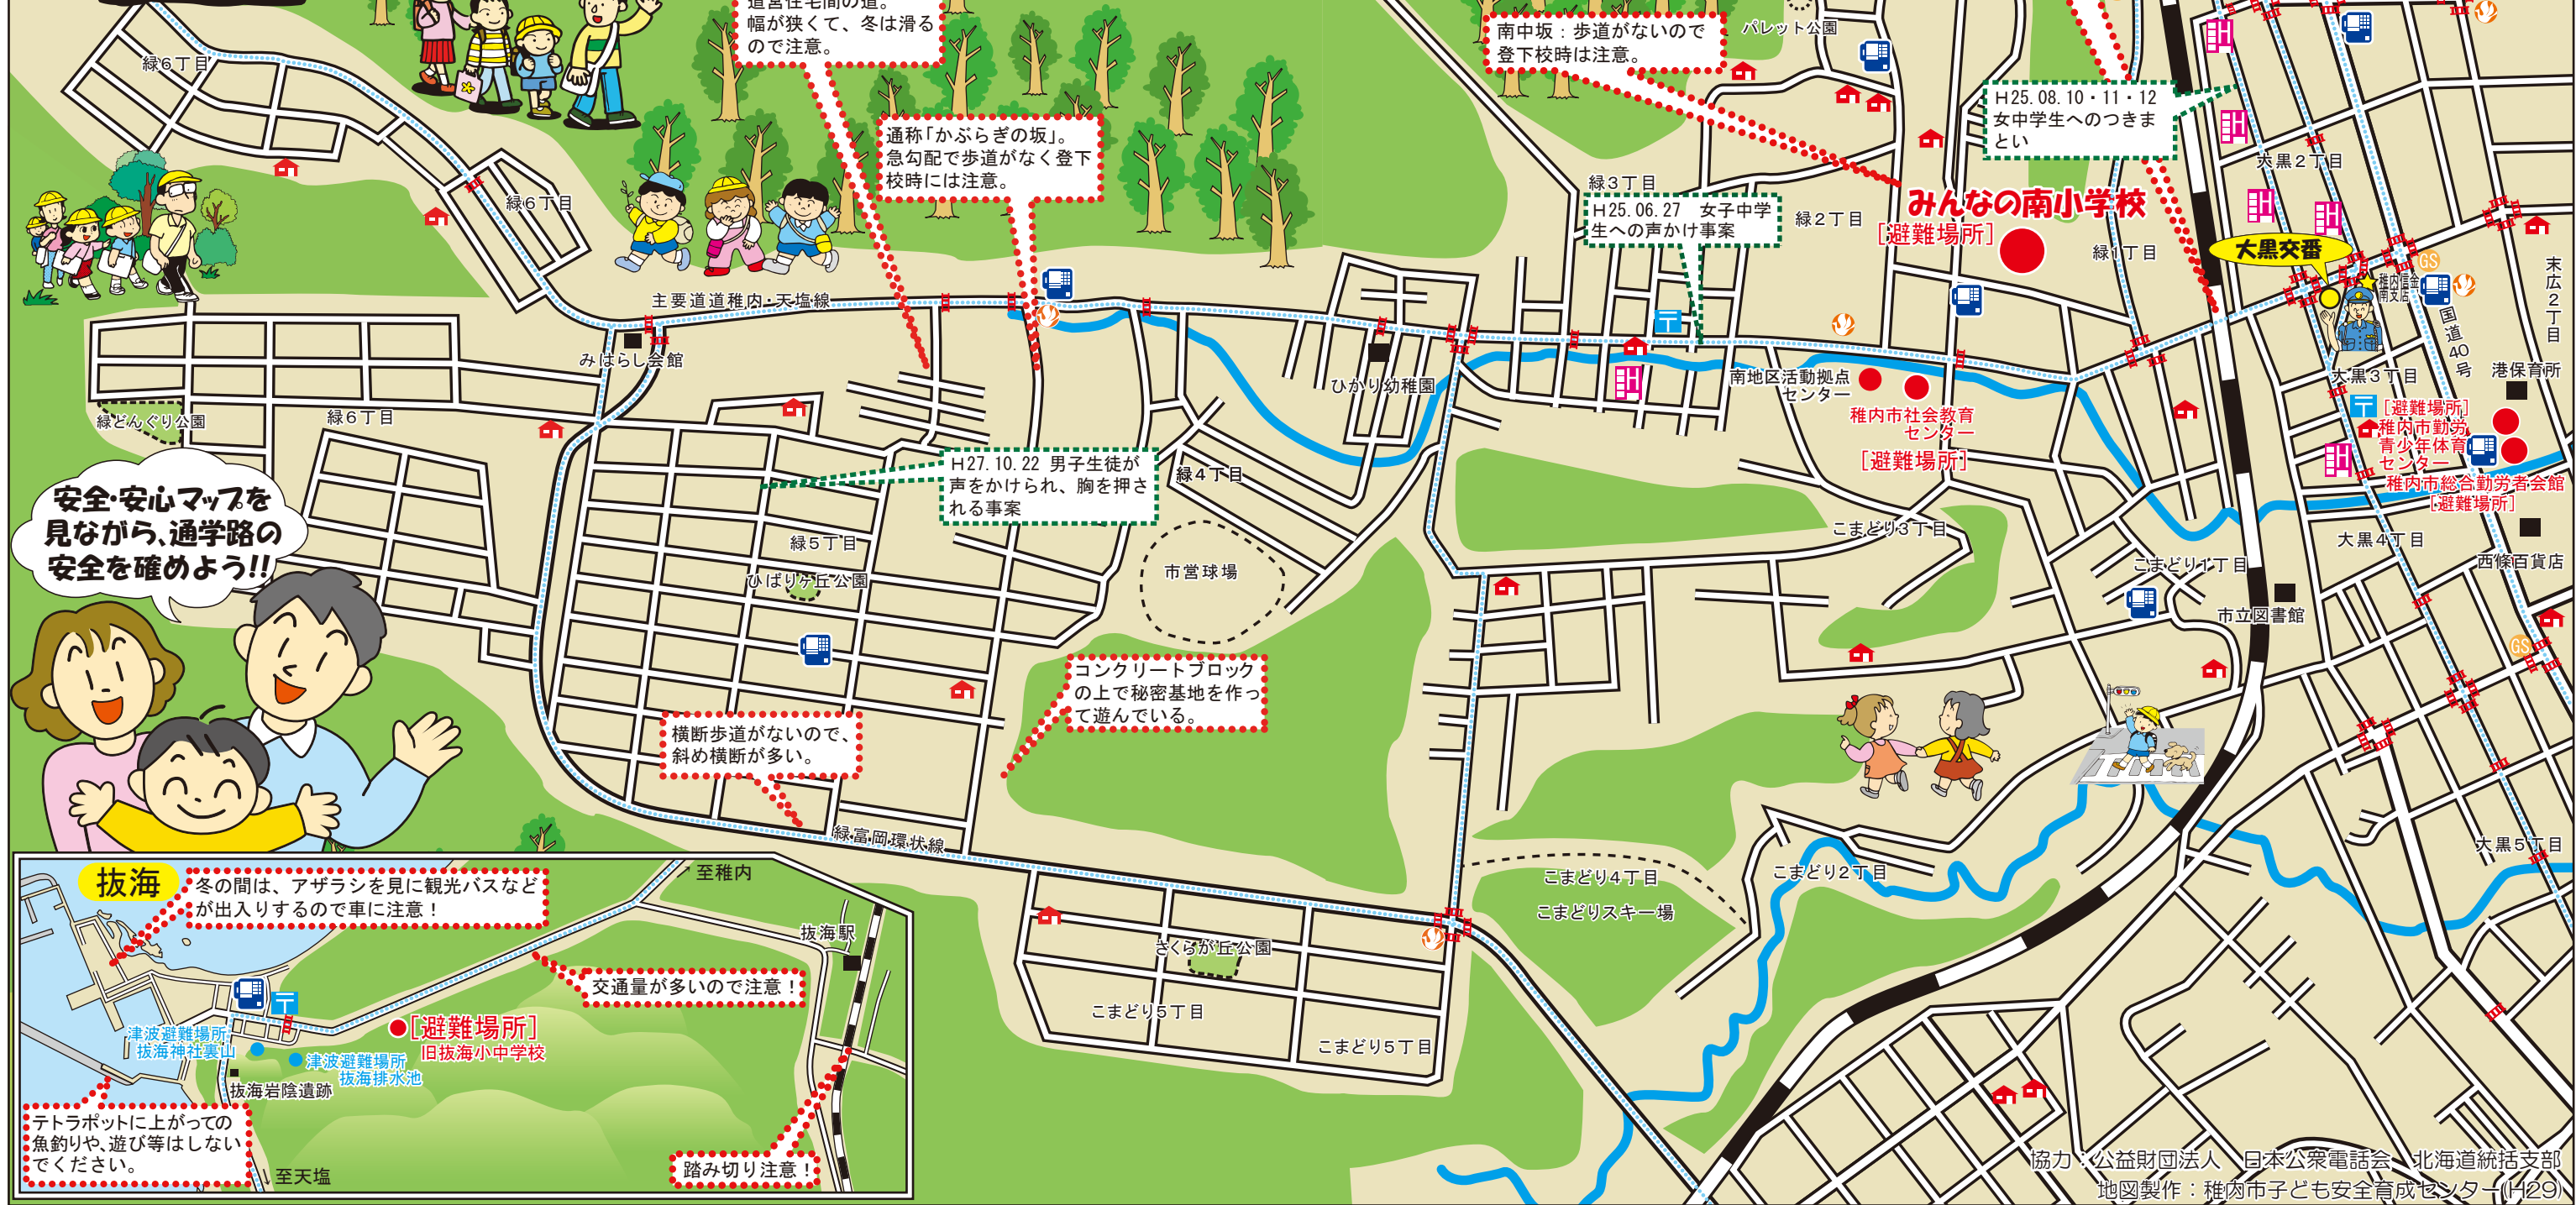 道営住宅間の道。
幅が狭くて、冬は滑る
ので注意。
南中坂：歩道がないので
登下校時は注意。
パレット公園
緑6丁目
H25.08.10・11・12
女中学生へのつきま
とい
通称「かぶらぎの坂」。
急勾配で歩道がなく登下
校時には注意。
大黒2丁目
緑6丁目
緑3丁目
H25.06.27 女子中学
生への声かけ事案
緑2丁目
みんなの南小学校
[避難場所]
緑1丁目
大黒交番
稚内信金
南支店
GS
末広2丁目
国道40号
主要道道稚内・天塩線
みはらし会館
ひかり幼稚園
南地区活動拠点
センター
稚内市社会教育
センター
[避難場所]
大黒3丁目
港保育所
[避難場所]
稚内市勤労
青少年体育
センター
稚内市総合勤労者会館
[避難場所]
緑どんぐり公園
緑6丁目
H27.10.22 男子生徒が
声をかけられ、胸を押さ
れる事案
緑4丁目
安全・安心マップを
見ながら、通学路の
安全を確めよう!!
緑5丁目
ひばりケ丘公園
市営球場
こまどり3丁目
大黒4丁目
こまどり1丁目
西條百貨店
市立図書館
GS
コンクリートブロック
の上で秘密基地を作っ
て遊んでいる。
横断歩道がないので、
斜め横断が多い。
緑富岡環状線
大黒5丁目
こまどり4丁目
こまどりスキー場
こまどり2丁目
さくらが丘公園
こまどり5丁目
こまどり5丁目
抜海
冬の間は、アザラシを見に観光バスなど
が出入りするので車に注意！
至稚内
抜海駅
交通量が多いので注意！
[避難場所]
旧抜海小中学校
津波避難場所
抜海神社裏山
津波避難場所
抜海排水池
抜海岩陰遺跡
テトラポットに上がっての
魚釣りや、遊び等はしない
でください。
至天塩
踏み切り注意！
協力：公益財団法人 日本公衆電話会 北海道統括支部
地図製作：稚内市子ども安全育成センター(H29)